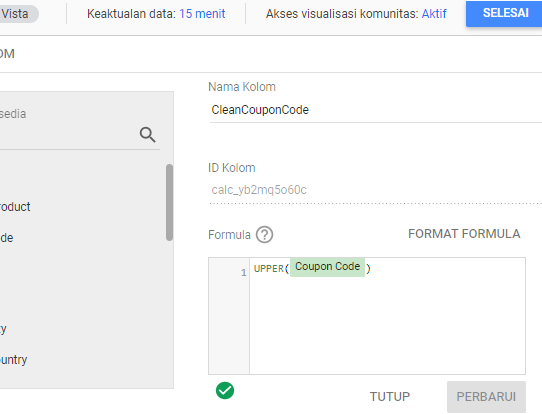 Vista
Keaktualan data: 15 menit
Akses visualisasi komunitas: Aktif
SELESAI
OM
sedia
roduct
de
ty
untry
Nama Kolom
CleanCouponCode
ID Kolom
calc_yb2mq5o60c
Formula
FORMAT FORMULA
1 UPPER( Coupon Code )
TUTUP
PERBARUI